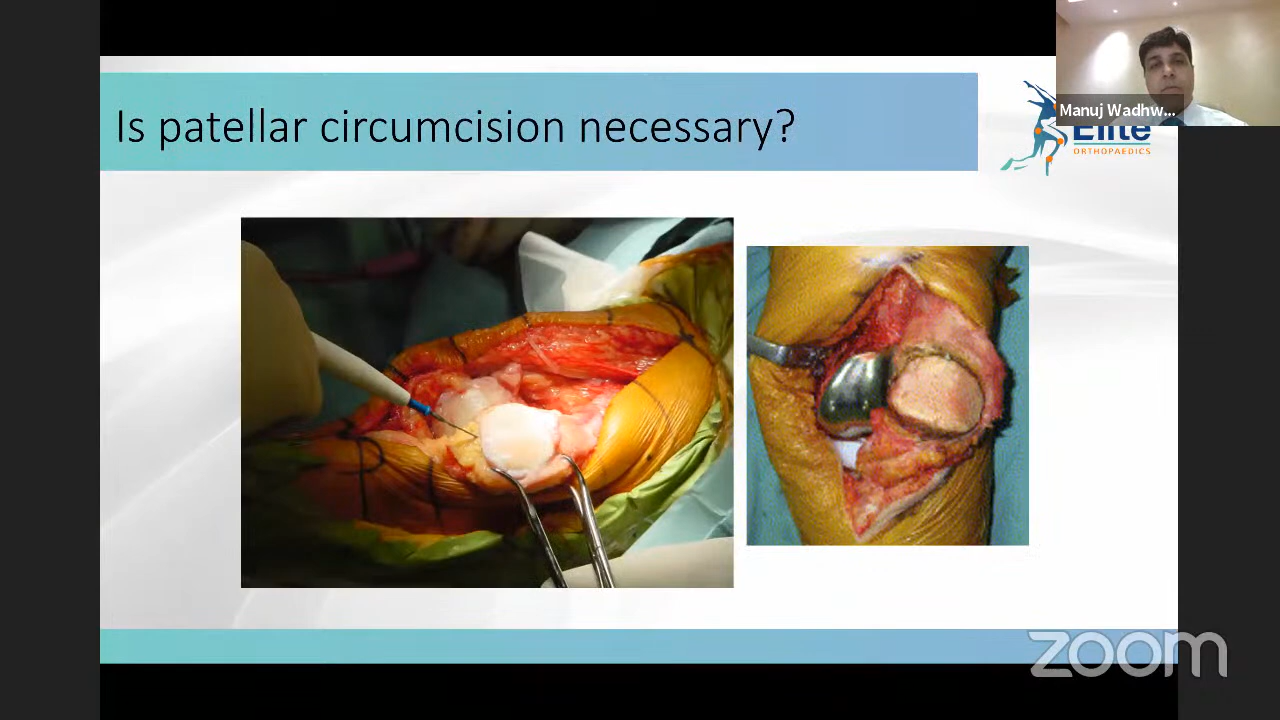 Is patellar circumcision necessary?
Manuj Wadhw...
Elite
ORTHOPAEDICS
zoom